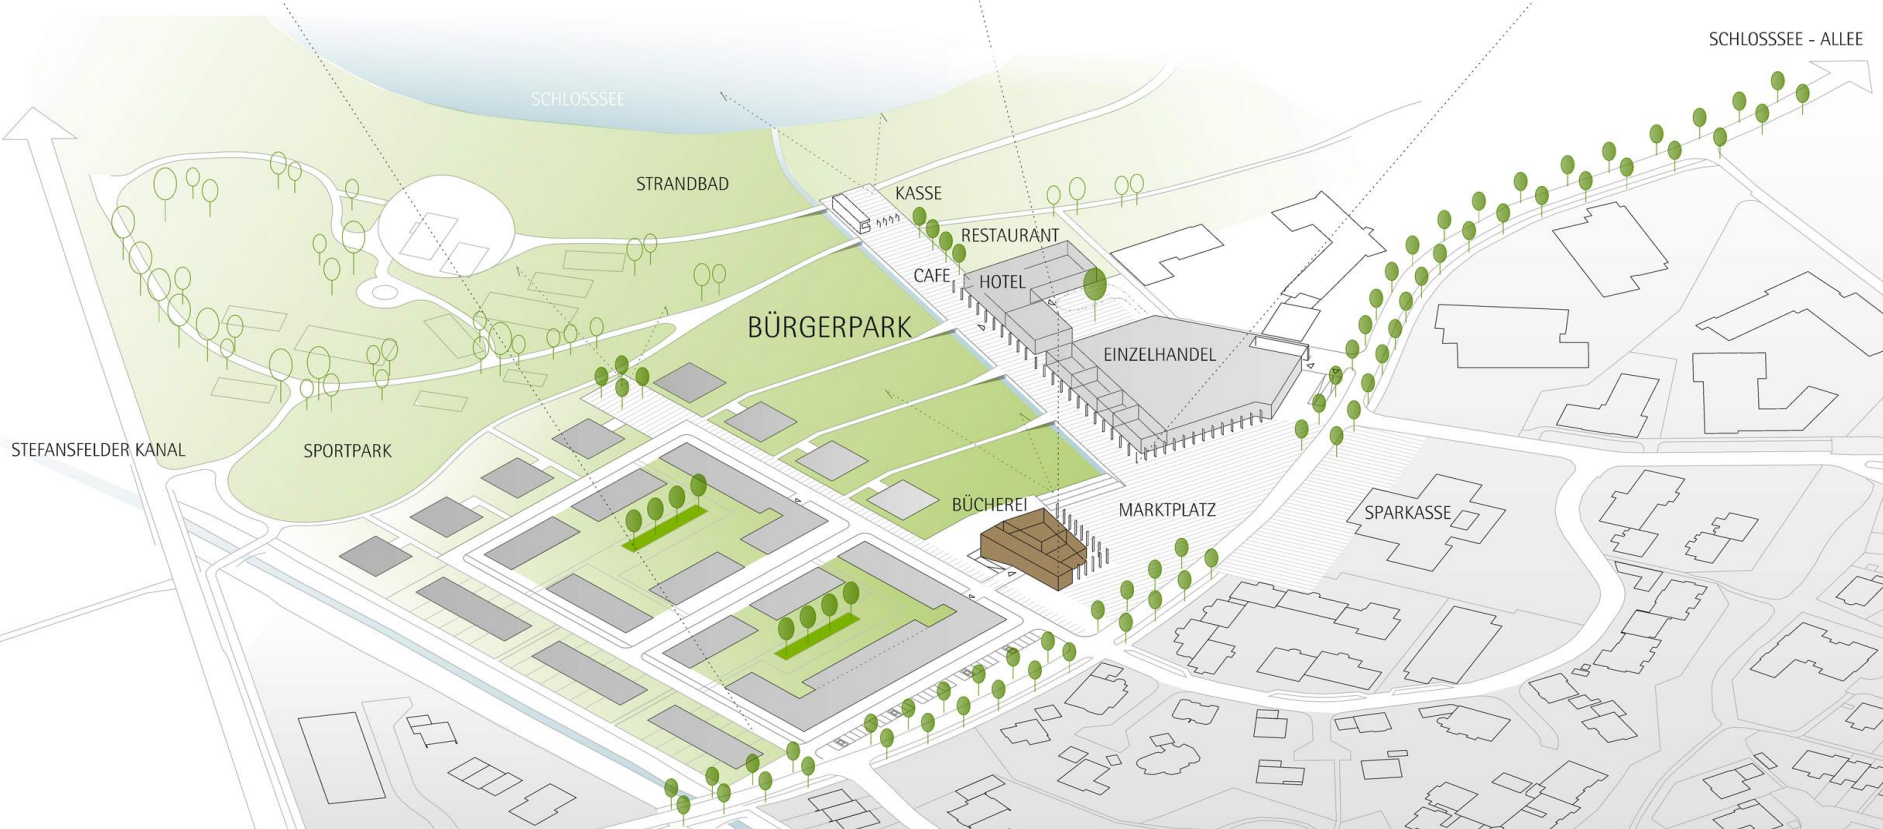 SCHLOSSSEE - ALLEE
SCHLOSSSEE
STRANDBAD
KASSE
RESTAURANT
CAFE
HOTEL
BÜRGERPARK
EINZELHANDEL
STEFANSFELDER KANAL
SPORTPARK
BÜCHEREI
MARKTPLATZ
SPARKASSE